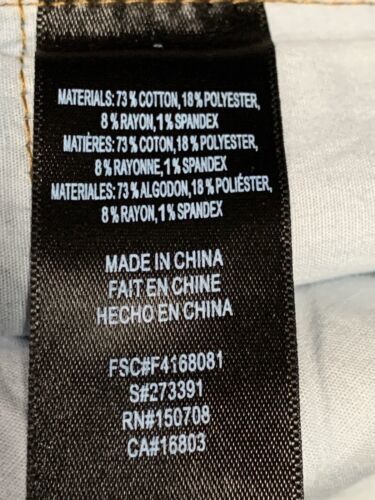 MATERIALS: 73% COTTON, 18% POLYESTER,
8% RAYON, 1% SPANDEX
MATIÈRES: 73% COTON, 18% POLYESTER,
8% RAYONNE, 1% SPANDEX
MATERIALES: 73% ALGODON, 18% POLIÉSTER,
8% RAYON, 1% SPANDEX
MADE IN CHINA
FAIT EN CHINE
HECHO EN CHINA
FSC#F4168081
S#273391
RN#150708
CA#16803